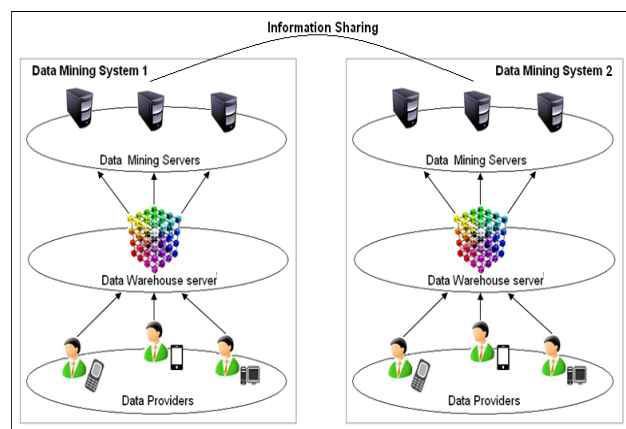 Information Sharing
Data Mining System 1
Data Mining Servers
Data Warehouse server
Data Providers
Data Mining System 2
Data Mining Servers
Data Warehouse server
Data Providers